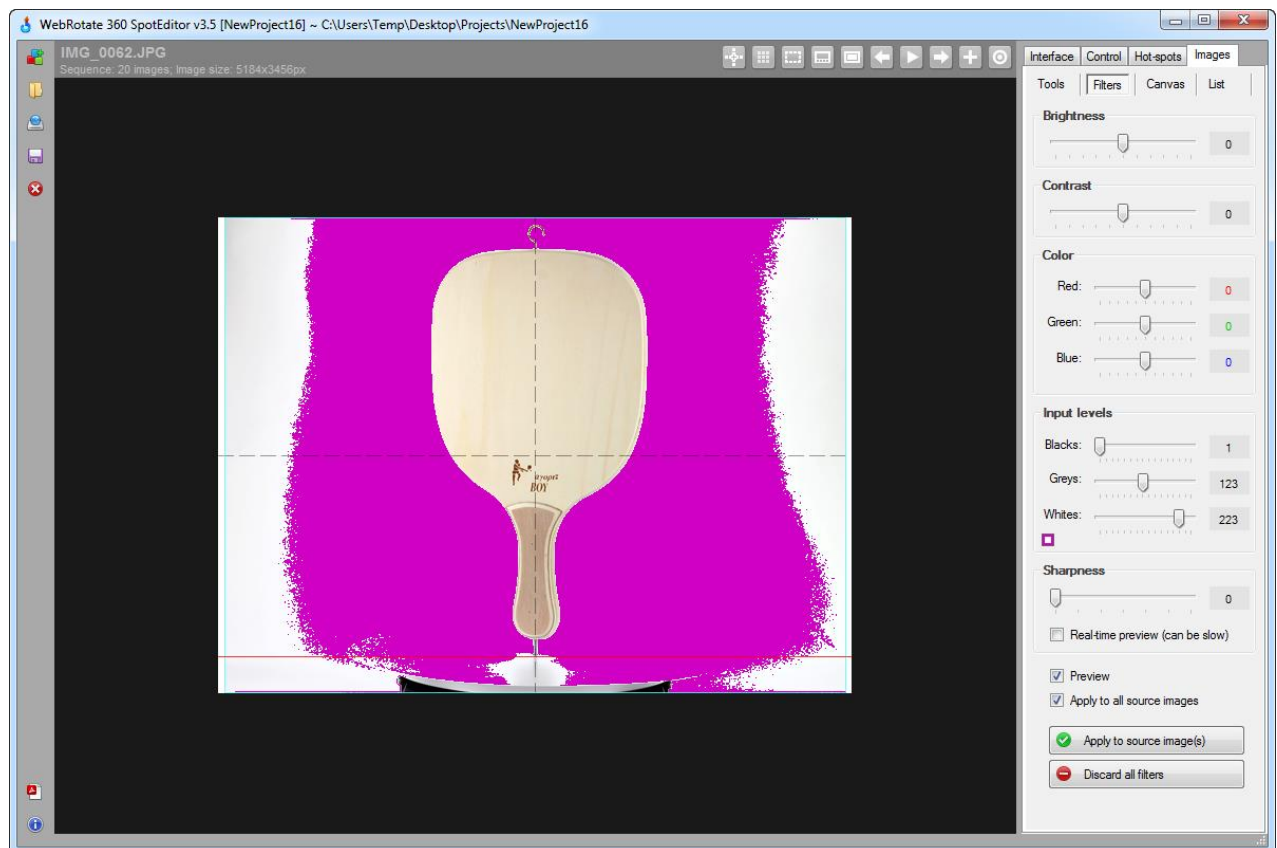 WebRotate 360 SpotEditor v3.5 [NewProject16] ~ C:\Users\Temp\Desktop\Projects\NewProject16
IMG_0062.JPG
Sequence: 20 images; Image size: 5184x3456px
Interface Control Hot-spots Images
Tools Filters Canvas List
Brightness
0
Contrast
0
Color
Red: 0
Green: 0
Blue: 0
Input levels
Blacks: 1
Greys: 123
Whites: 223
Sharpness
0
Real-time preview (can be slow)
Preview
Apply to all source images
Apply to source image(s)
Discard all filters
BOY